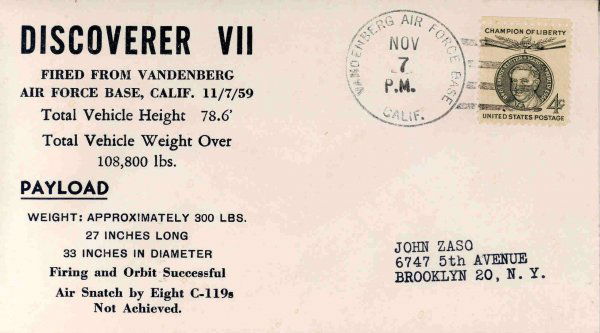 DISCOVERER VII
FIRED FROM VANDENBERG
AIR FORCE BASE, CALIF. 11/7/59
Total Vehicle Height 78.6'
Total Vehicle Weight Over
108,800 lbs.
PAYLOAD
WEIGHT: APPROXIMATELY 300 LBS.
27 INCHES LONG
33 INCHES IN DIAMETER
Firing and Orbit Successful
Air Snatch by Eight C-119s
Not Achieved.
VANDENBERG AIR FORCE BASE
NOV
7
P.M.
CALIF.
CHAMPION OF LIBERTY
4¢
UNITED STATES POSTAGE
JOHN ZASO
6747 5th AVENUE
BROOKLYN 20, N. Y.